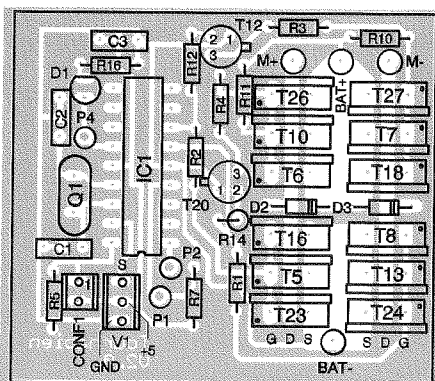 T12
R3
C3
2 1
3
R10
R16
R12
M+
M-
D1
R4
R11
T26
BAT+
T27
C2
P4
IC1
T10
T7
R2
T6
T18
3
1 2
Q1
T20
D2
D3
R14
T16
T8
C1
S
P2
R1
T5
T13
R5
1
R7
CONF1
P1
T23
T24
V1
+5
G D S
S D G
GND
BAT-